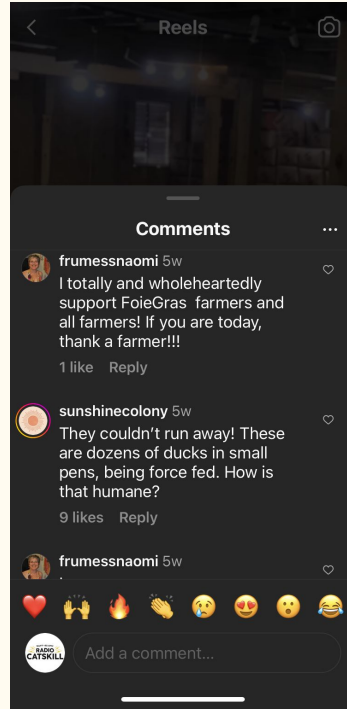 Reels
Comments
frumessnaomi 5w
I totally and wholeheartedly
support FoieGras farmers and
all farmers! If you are today,
thank a farmer!!!
1 like Reply
sunshinecolony 5w
They couldn't run away! These
are dozens of ducks in small
pens, being force fed. How is
that humane?
9 likes Reply
frumessnaomi 5w
RADIO
CATSKILL
Add a comment...